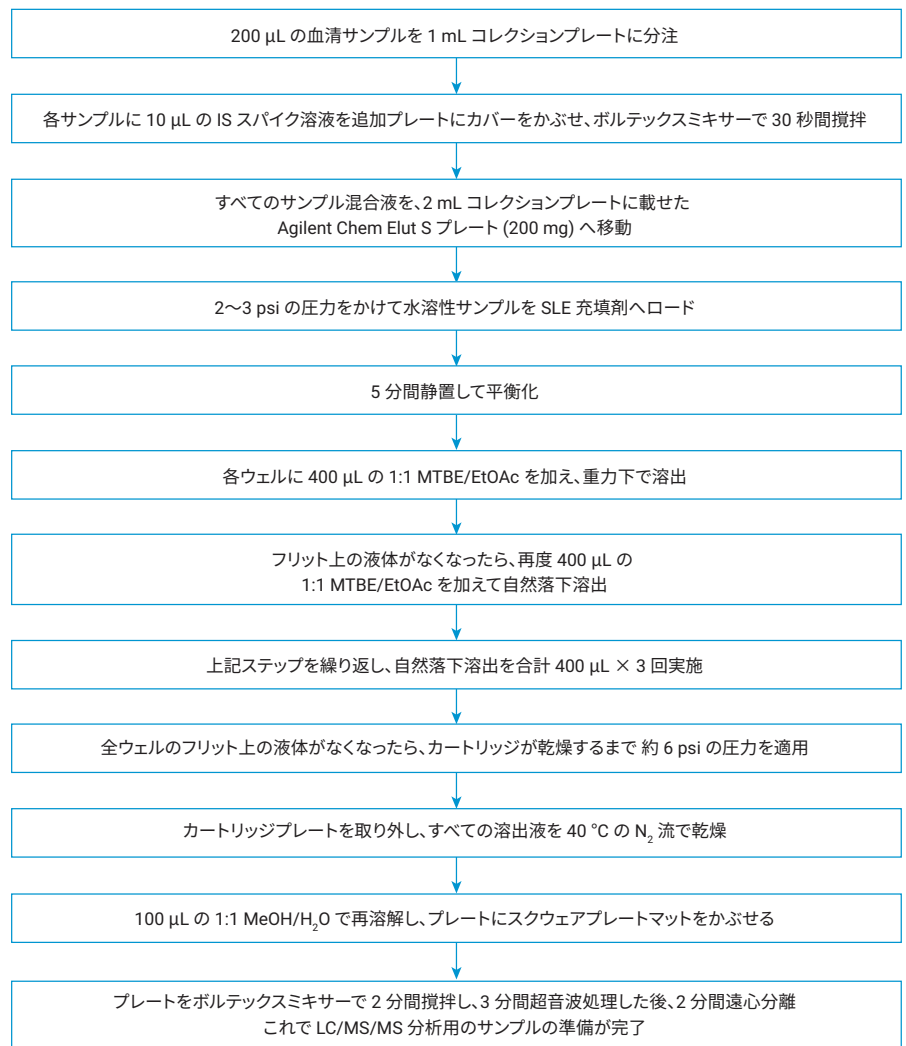 200 µL の血清サンプルを 1 mL コレクションプレートに分注
各サンプルに 10 µL の IS スパイク溶液を追加プレートにカバーをかぶせ、ボルテックスミキサーで 30 秒間撹拌
すべてのサンプル混合液を、2 mL コレクションプレートに載せた
Agilent Chem Elut S プレート (200 mg) へ移動
2〜3 psi の圧力をかけて水溶性サンプルを SLE 充填剤へロード
5 分間静置して平衡化
各ウェルに 400 µL の 1:1 MTBE/EtOAc を加え、重力下で溶出
フリット上の液体がなくなったら、再度 400 µL の
1:1 MTBE/EtOAc を加えて自然落下溶出
上記ステップを繰り返し、自然落下溶出を合計 400 µL × 3 回実施
全ウェルのフリット上の液体がなくなったら、カートリッジが乾燥するまで 約 6 psi の圧力を適用
カートリッジプレートを取り外し、すべての溶出液を 40 °C の N₂ 流で乾燥
100 µL の 1:1 MeOH/H₂O で再溶解し、プレートにスクウェアプレートマットをかぶせる
プレートをボルテックスミキサーで 2 分間撹拌し、3 分間超音波処理した後、2 分間遠心分離
これで LC/MS/MS 分析用のサンプルの準備が完了